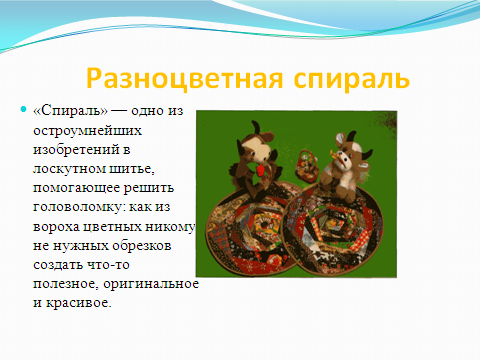 Разноцветная спираль
«Спираль» — одно из
остроумнейших
изобретений в
лоскутном шитье,
помогающее решить
головоломку: как из
вороха цветных никому
не нужных обрезков
создать что-то
полезное, оригинальное
и красивое.